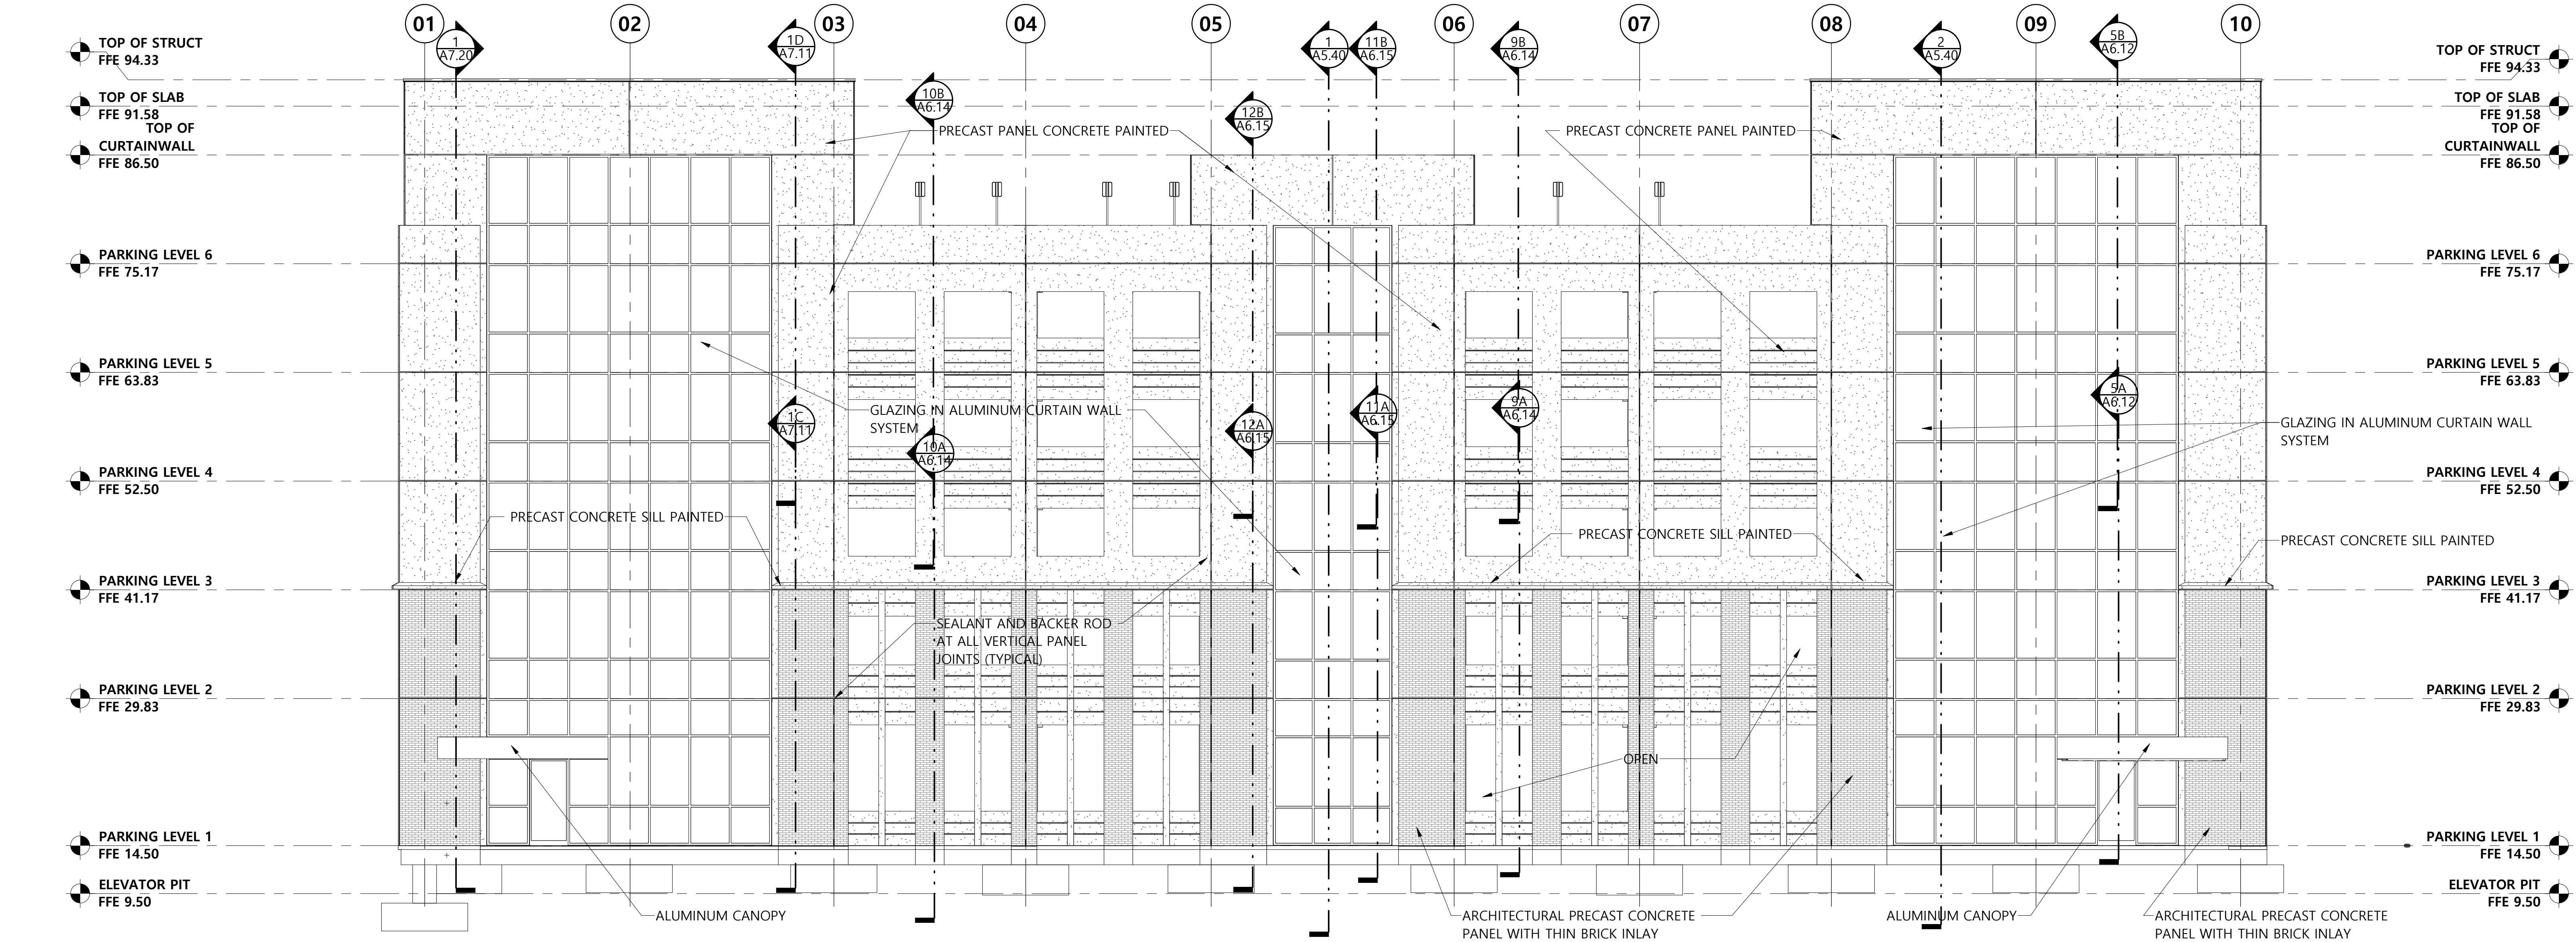 01
02
03
04
05
06
07
08
09
10
1
A7.20
1D
A7.11
1
A5.40
11B
A6.15
9B
A6.14
2
A5.40
5B
A6.12
10B
A6.14
12B
A6.15
TOP OF STRUCT
FFE 94.33
TOP OF SLAB
FFE 91.58
TOP OF
CURTAINWALL
FFE 86.50
PARKING LEVEL 6
FFE 75.17
PARKING LEVEL 5
FFE 63.83
PARKING LEVEL 4
FFE 52.50
PARKING LEVEL 3
FFE 41.17
PARKING LEVEL 2
FFE 29.83
PARKING LEVEL 1
FFE 14.50
ELEVATOR PIT
FFE 9.50
PRECAST PANEL CONCRETE PAINTED
PRECAST CONCRETE PANEL PAINTED
1C
A7.11
10A
A6.14
12A
A6.15
11A
A6.15
9A
A6.14
5A
A6.12
GLAZING IN ALUMINUM CURTAIN WALL
SYSTEM
GLAZING IN ALUMINUM CURTAIN WALL
SYSTEM
PRECAST CONCRETE SILL PAINTED
PRECAST CONCRETE SILL PAINTED
PRECAST CONCRETE SILL PAINTED
SEALANT AND BACKER ROD
AT ALL VERTICAL PANEL
JOINTS (TYPICAL)
OPEN
ALUMINUM CANOPY
ARCHITECTURAL PRECAST CONCRETE
PANEL WITH THIN BRICK INLAY
ALUMINUM CANOPY
ARCHITECTURAL PRECAST CONCRETE
PANEL WITH THIN BRICK INLAY
TOP OF STRUCT
FFE 94.33
TOP OF SLAB
FFE 91.58
TOP OF
CURTAINWALL
FFE 86.50
PARKING LEVEL 6
FFE 75.17
PARKING LEVEL 5
FFE 63.83
PARKING LEVEL 4
FFE 52.50
PARKING LEVEL 3
FFE 41.17
PARKING LEVEL 2
FFE 29.83
PARKING LEVEL 1
FFE 14.50
ELEVATOR PIT
FFE 9.50